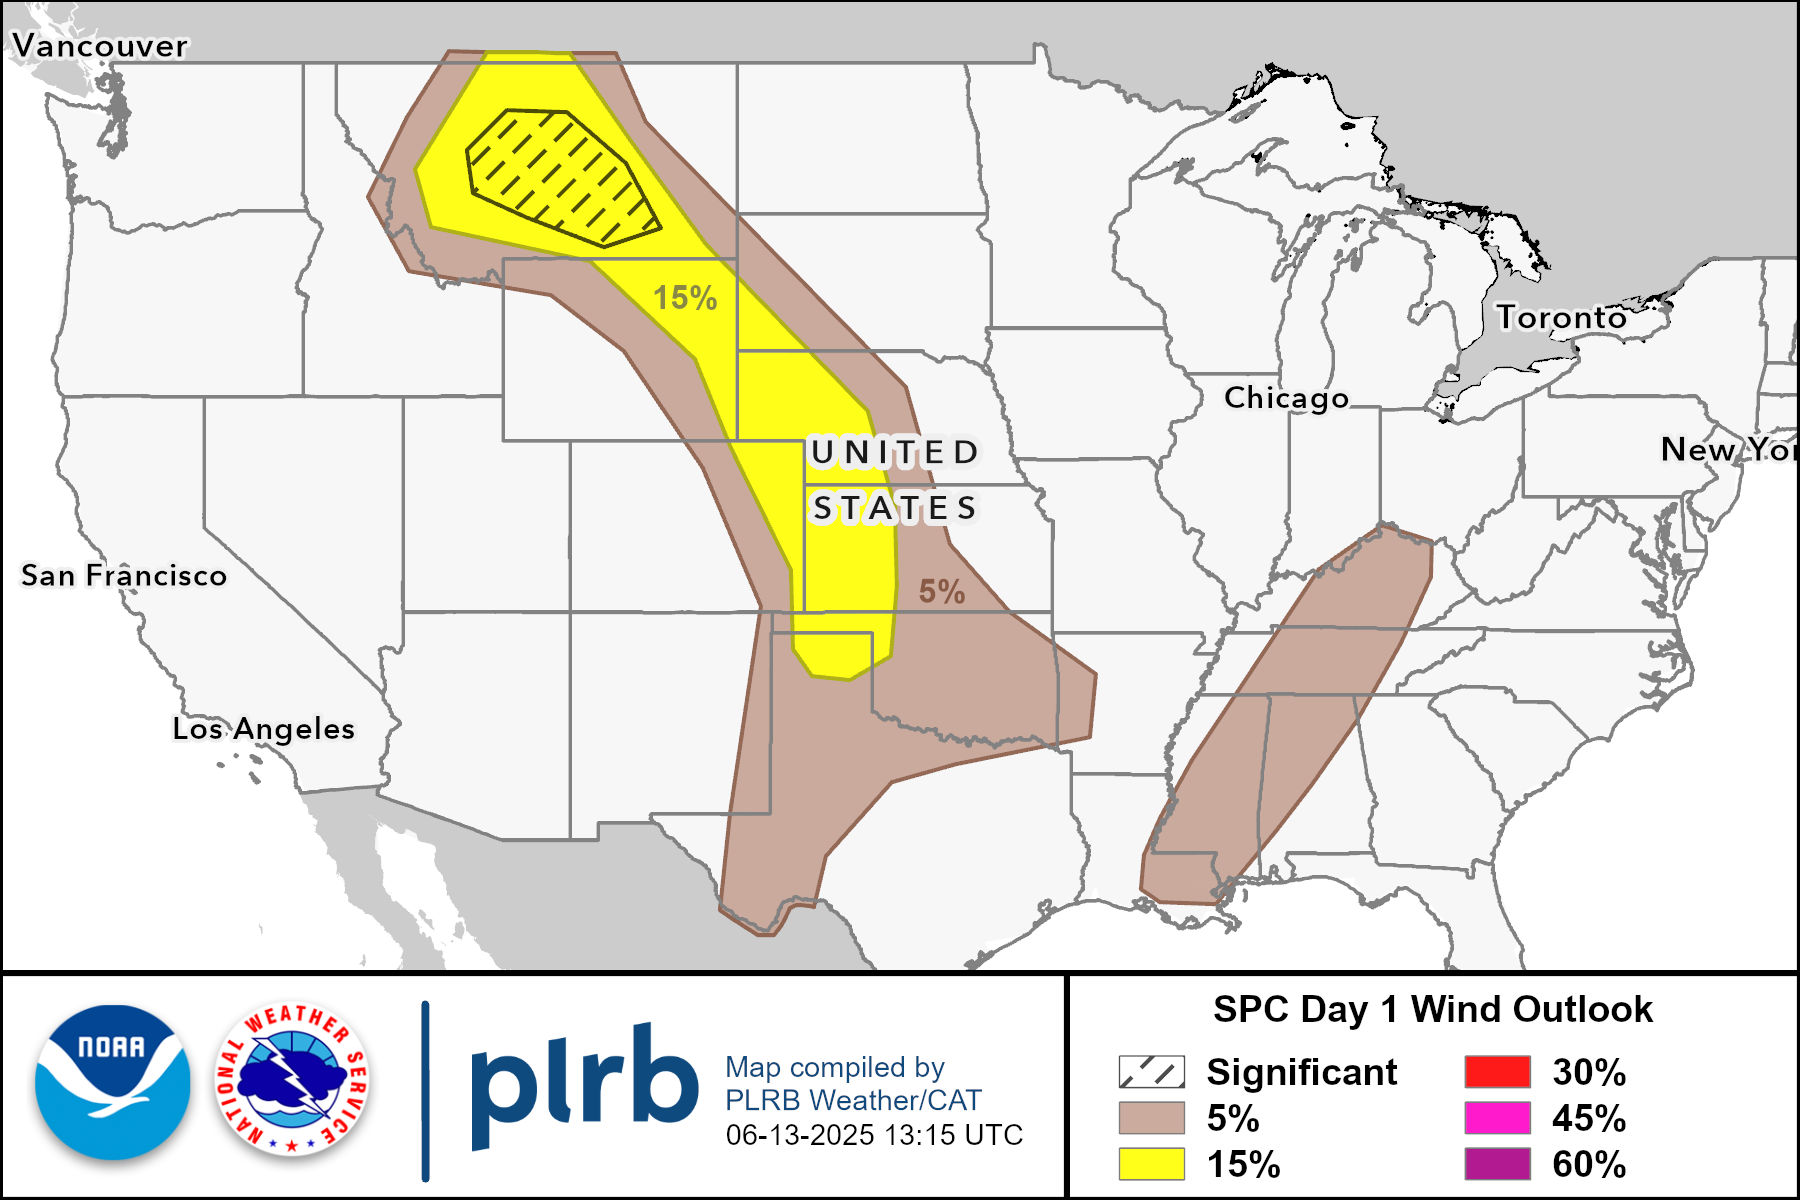 Vancouver
15%
Toronto
Chicago
UNITED
STATES
New Yor
San Francisco
5%
Los Angeles
NOAA
NATIONAL WEATHER SERVICE
plrb
Map compiled by
PLRB Weather/CAT
06-13-2025 13:15 UTC
SPC Day 1 Wind Outlook
Significant
5%
15%
30%
45%
60%